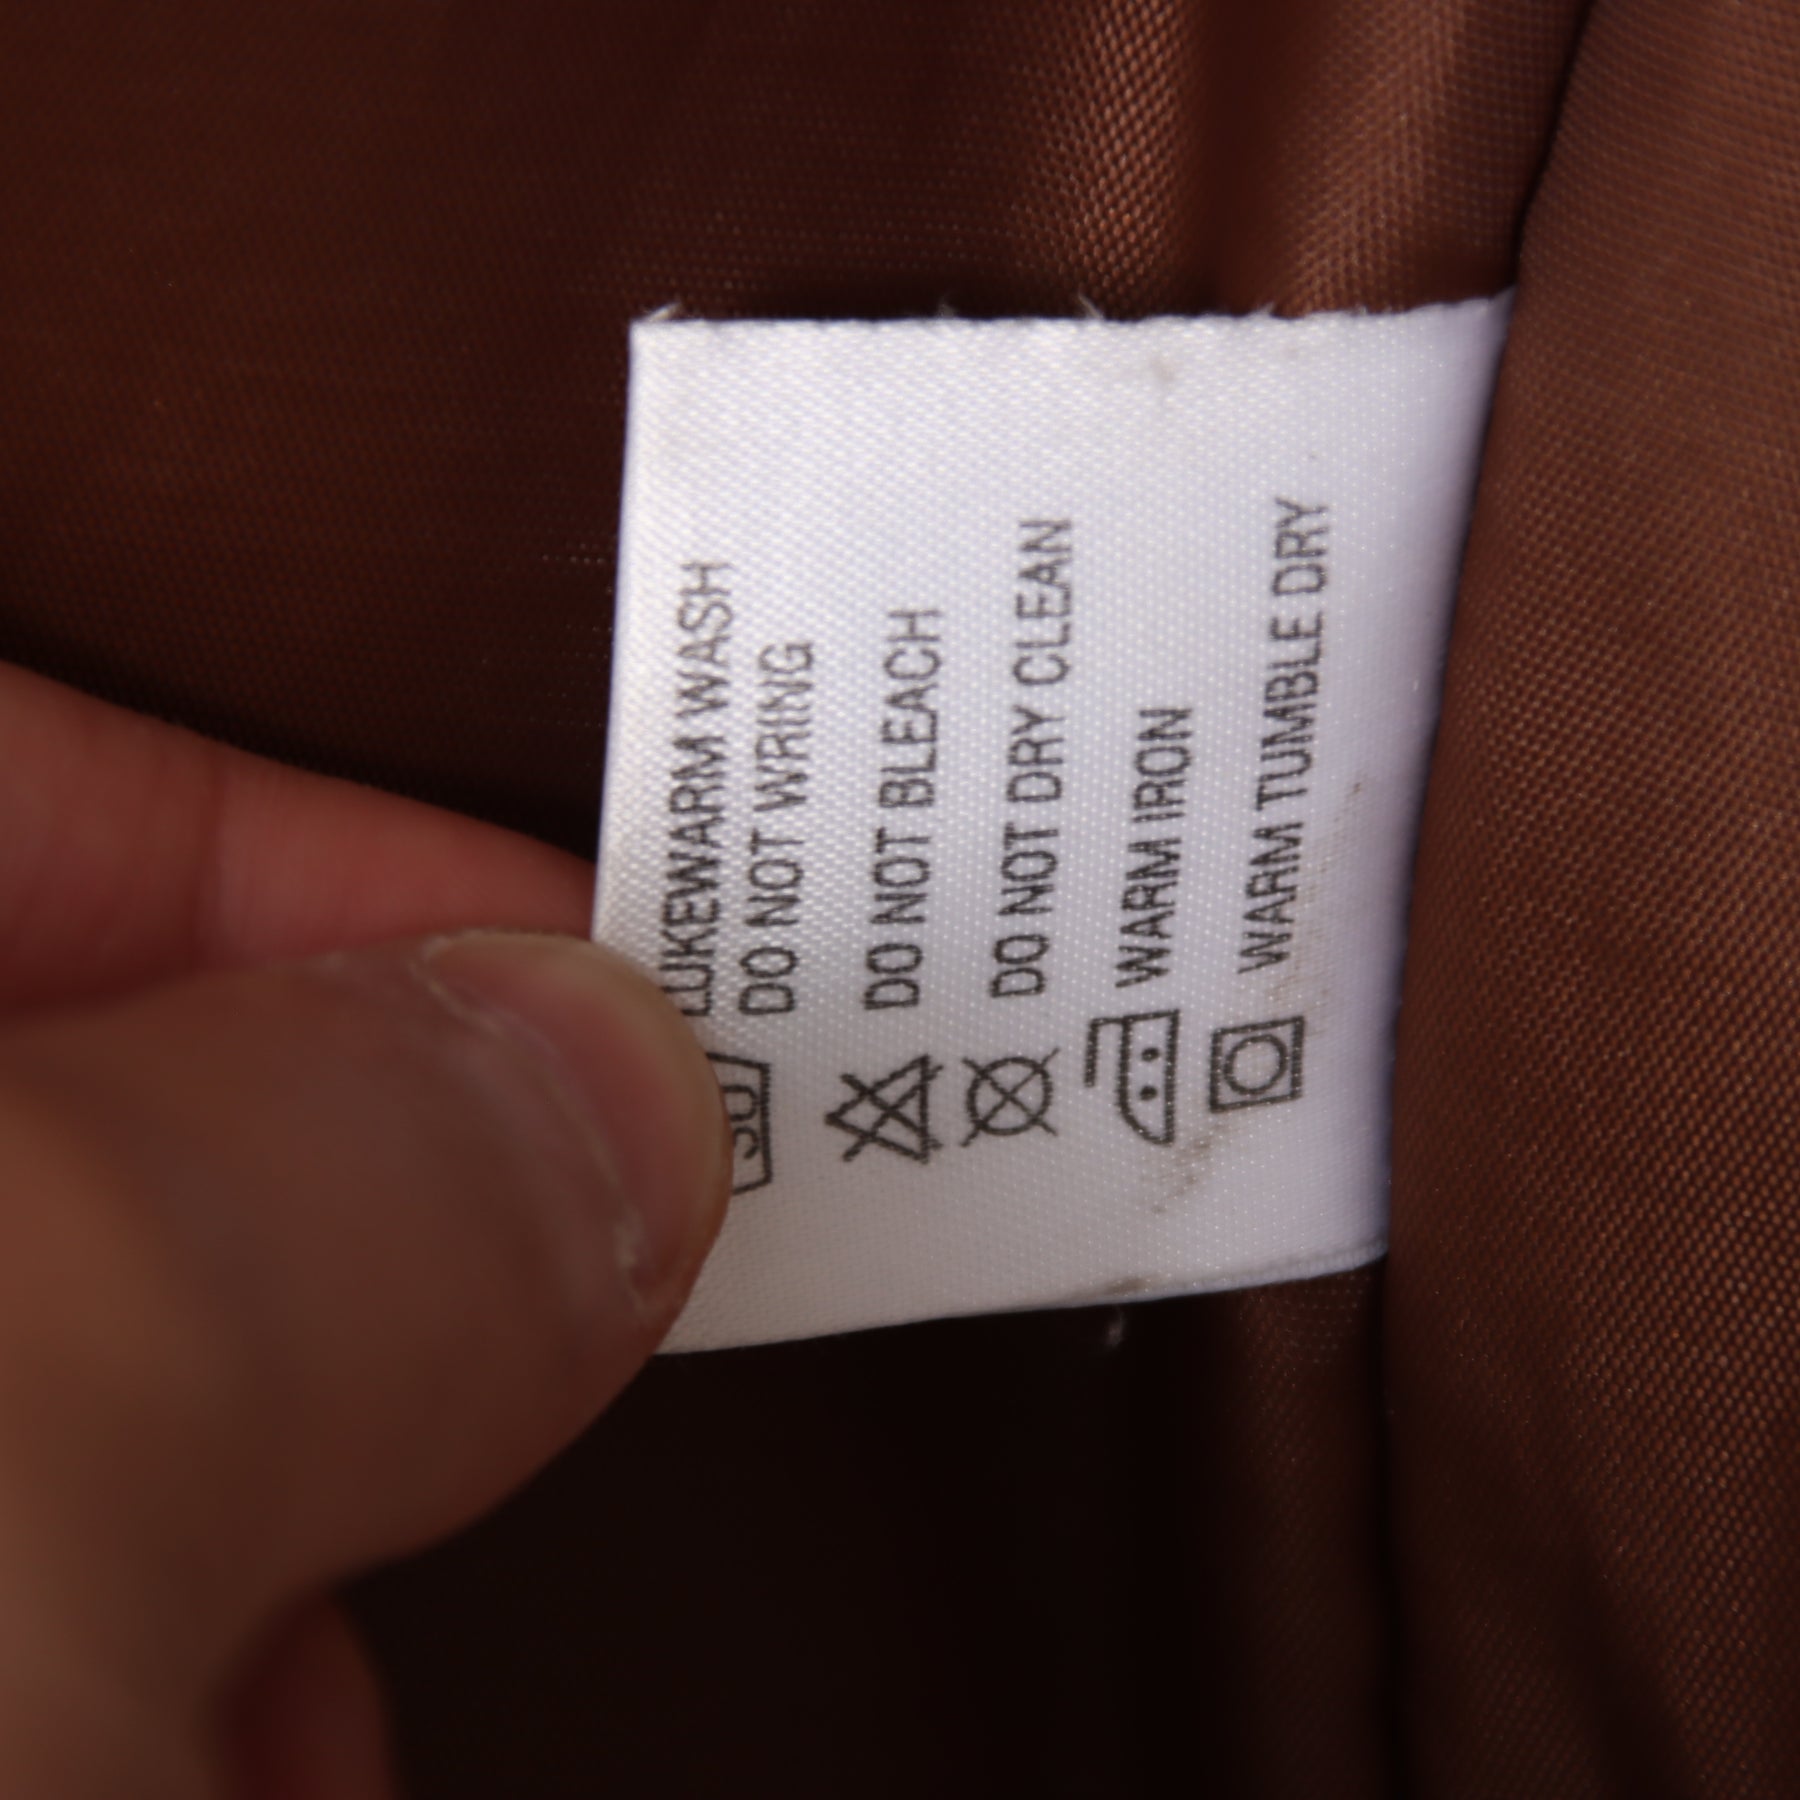 LUKEWARM WASH
DO NOT WRING
DO NOT BLEACH
DO NOT DRY CLEAN
WARM IRON
WARM TUMBLE DRY